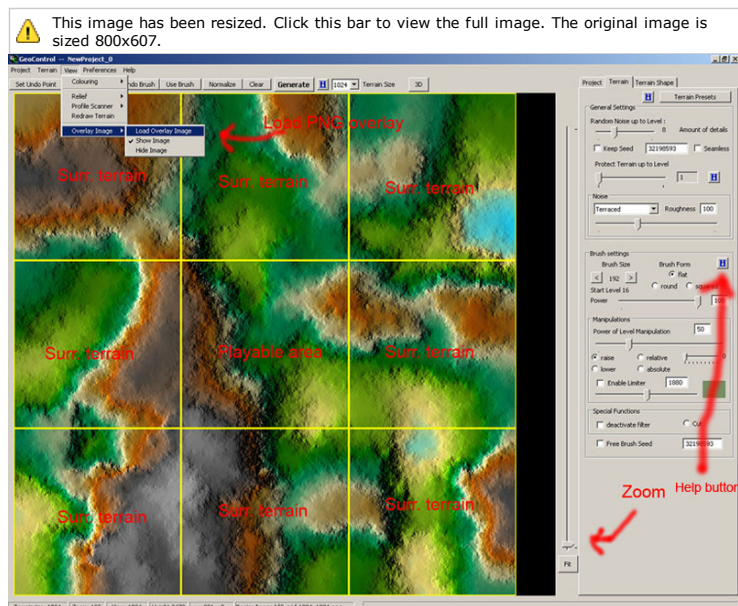 This image has been resized. Click this bar to view the full image. The original image is
sized 800x607.
GeoControl -- NewProject_0
Project Terrain View Preferences Help
Set Undo Point
Colouring
ndo Brush
Use Brush
Normalize
Clear
Generate
H
1024
Terrain Size
3D
Relief
Profile Scanner
Redraw Terrain
Overlay Image
Load Overlay Image
Show Image
Hide Image
Load PNG overlay
Surr. terrain
Surr. terrain
Surr. terrain
Surr. terrain
Playable area
Surr. terrain
Surr. terrain
Surr. terrain
Surr. terrain
Project Terrain Terrain Shape
H Terrain Presets
General Settings
Random Noise up to Level :
8 Amount of details
Keep Seed 32198593 Seamless
Protect Terrain up to Level
1 H
Noise
Terraced Roughness 100
Brush settings
Brush Size Brush Form H
< 192 > flat
Start Level 16 round
Power
Manipulations
Power of Level Manipulation 50
raise relative 0
lower absolute
Enable Limiter 1880
Special Functions
deactivate filter
Free Brush Seed
Zoom
Help button
Fit